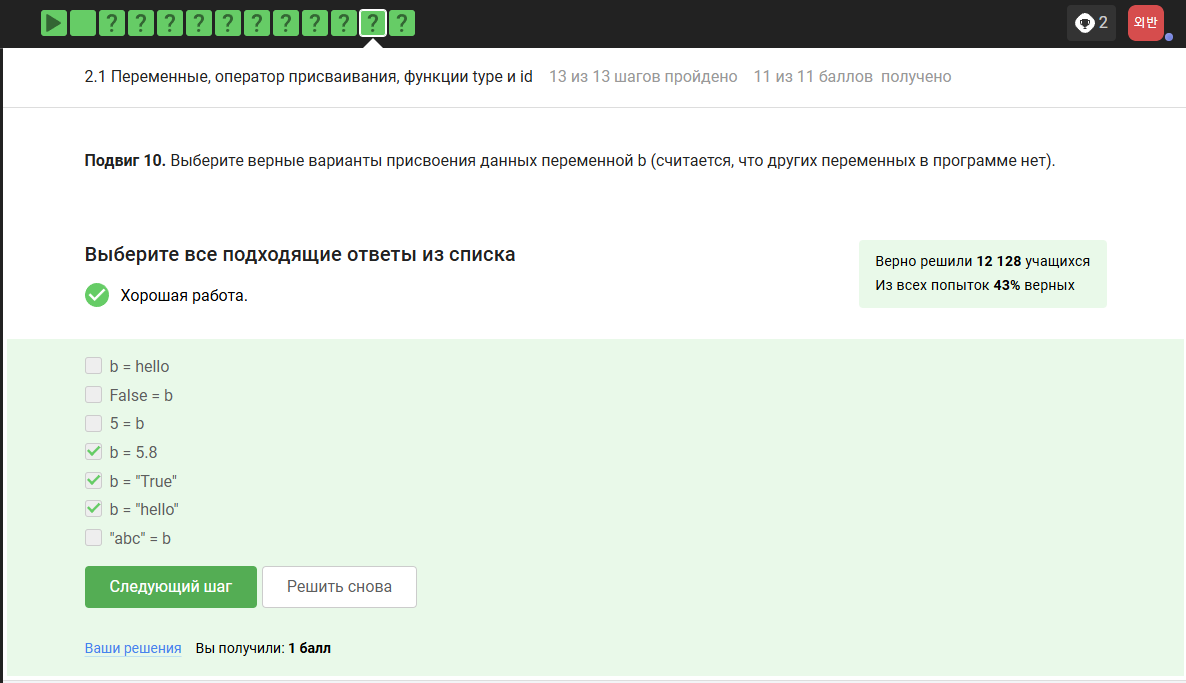 ? ? ? ? ? ? ? ? ? ? ?
2
외반
2.1 Переменные, оператор присваивания, функции type и id 13 из 13 шагов пройдено 11 из 11 баллов получено
Подвиг 10. Выберите верные варианты присвоения данных переменной b (считается, что других переменных в программе нет).
Выберите все подходящие ответы из списка
Хорошая работа.
Верно решили 12 128 учащихся
Из всех попыток 43% верных
b = hello
False = b
5 = b
b = 5.8
b = "True"
b = "hello"
"abc" = b
Следующий шаг
Решить снова
Ваши решения Вы получили: 1 балл